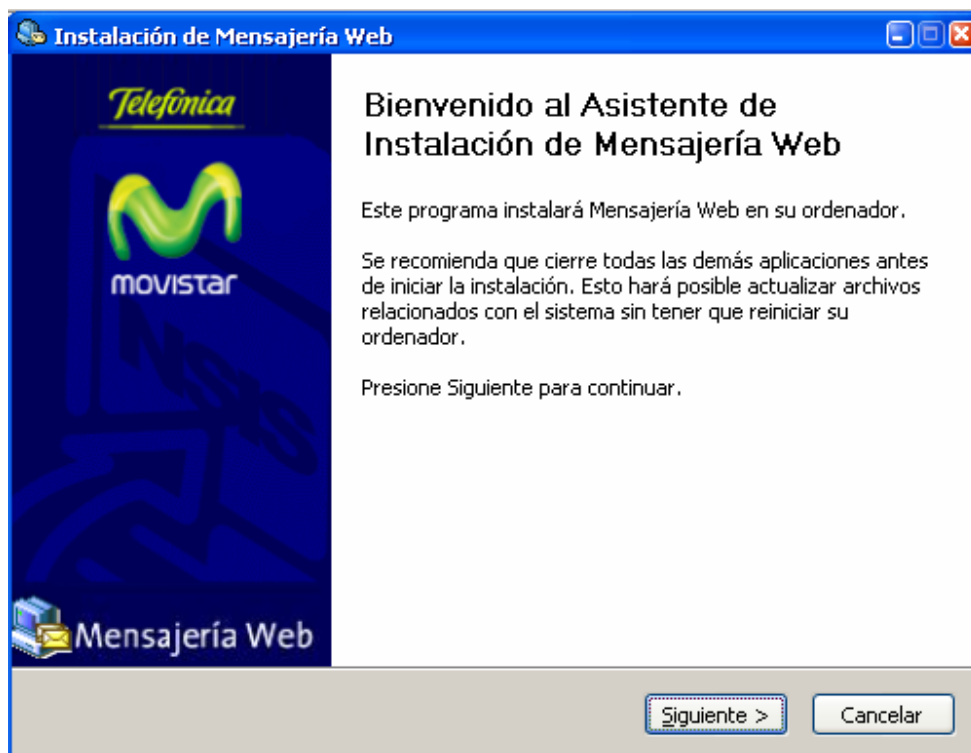 Instalación de Mensajería Web
Telefónica
movistar
NSIS
Mensajería Web
Bienvenido al Asistente de
Instalación de Mensajería Web
Este programa instalará Mensajería Web en su ordenador.
Se recomienda que cierre todas las demás aplicaciones antes
de iniciar la instalación. Esto hará posible actualizar archivos
relacionados con el sistema sin tener que reiniciar su
ordenador.
Presione Siguiente para continuar.
Siguiente >
Cancelar